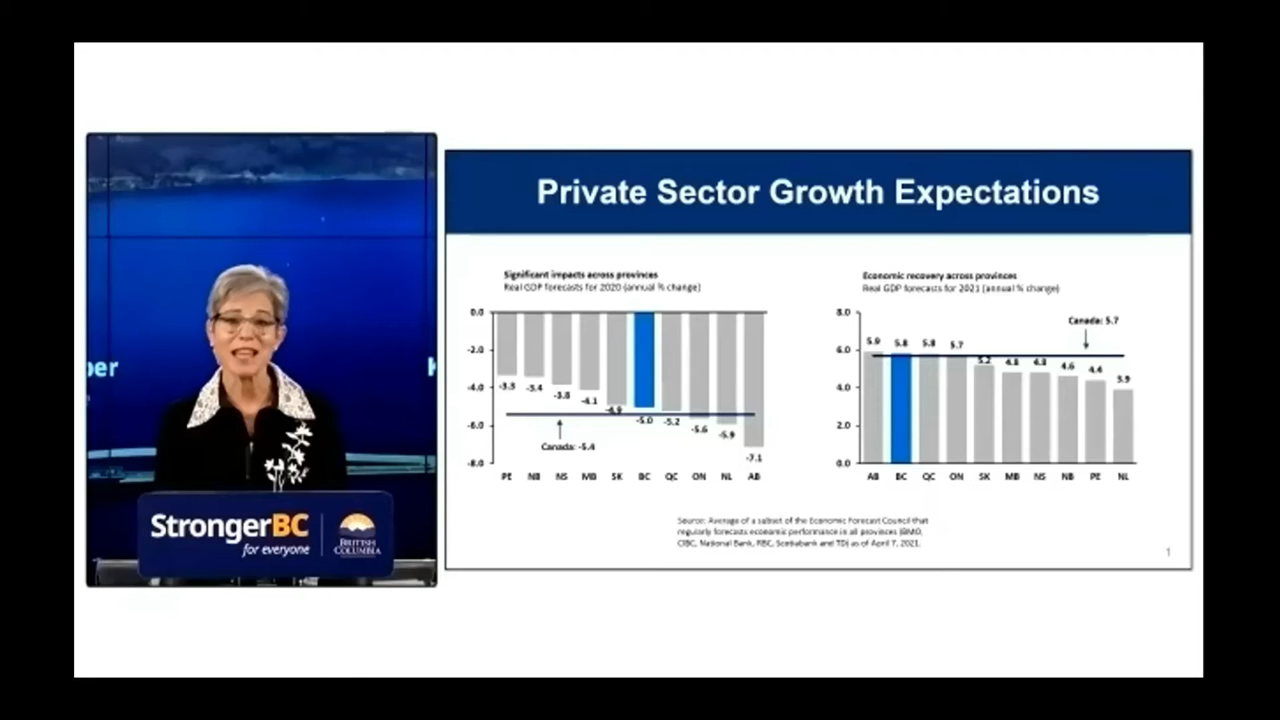 ber
K
StrongerBC
for everyone
BRITISH
COLUMBIA
Private Sector Growth Expectations
Significant impacts across provinces
Real GDP forecasts for 2020 (annual % change)
0.0
-2.0
-4.0
-6.0
-8.0
-3.3
-3.4
-3.8
-4.1
-4.9
-5.0
-5.2
-5.6
-5.9
-7.1
Canada: -5.4
PE NB NS MB SK BC QC ON NL AB
Economic recovery across provinces
Real GDP forecasts for 2021 (annual % change)
Canada: 5.7
8.0
6.0
4.0
2.0
0.0
5.9 5.8 5.8 5.7 5.2 4.8 4.8 4.6 4.4 3.9
AB BC QC ON SK MB NS NB PE NL
Source: Average of a subset of the Economic Forecast Council that
regularly forecasts economic performance in all provinces (BMO,
CIBC, National Bank, RBC, Scotiabank and TD) as of April 7, 2021.
1